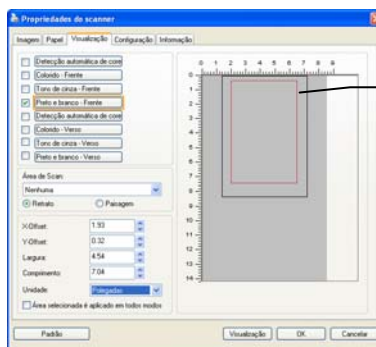 Propriedades do scanner
Imagem Papel Visualização Configuração Informação
Detecção automática de core
Colorido - Frente
Tons de cinza - Frente
Preto e branco - Frente
Detecção automática de core
Colorido - Verso
Tons de cinza - Verso
Preto e branco - Verso
Área de Scan:
Nenhuma
Retrato Paisagem
X-Offset: 1.93
Y-Offset: 0.32
Largura: 4.54
Comprimento: 7.04
Unidade: Polegadas
Área selecionada é aplicado em todos modos
0 1 2 3 4 5 6 7 8 9
0
1
2
3
4
5
6
7
8
9
10
11
12
13
14
Padrão Visualização OK Cancelar